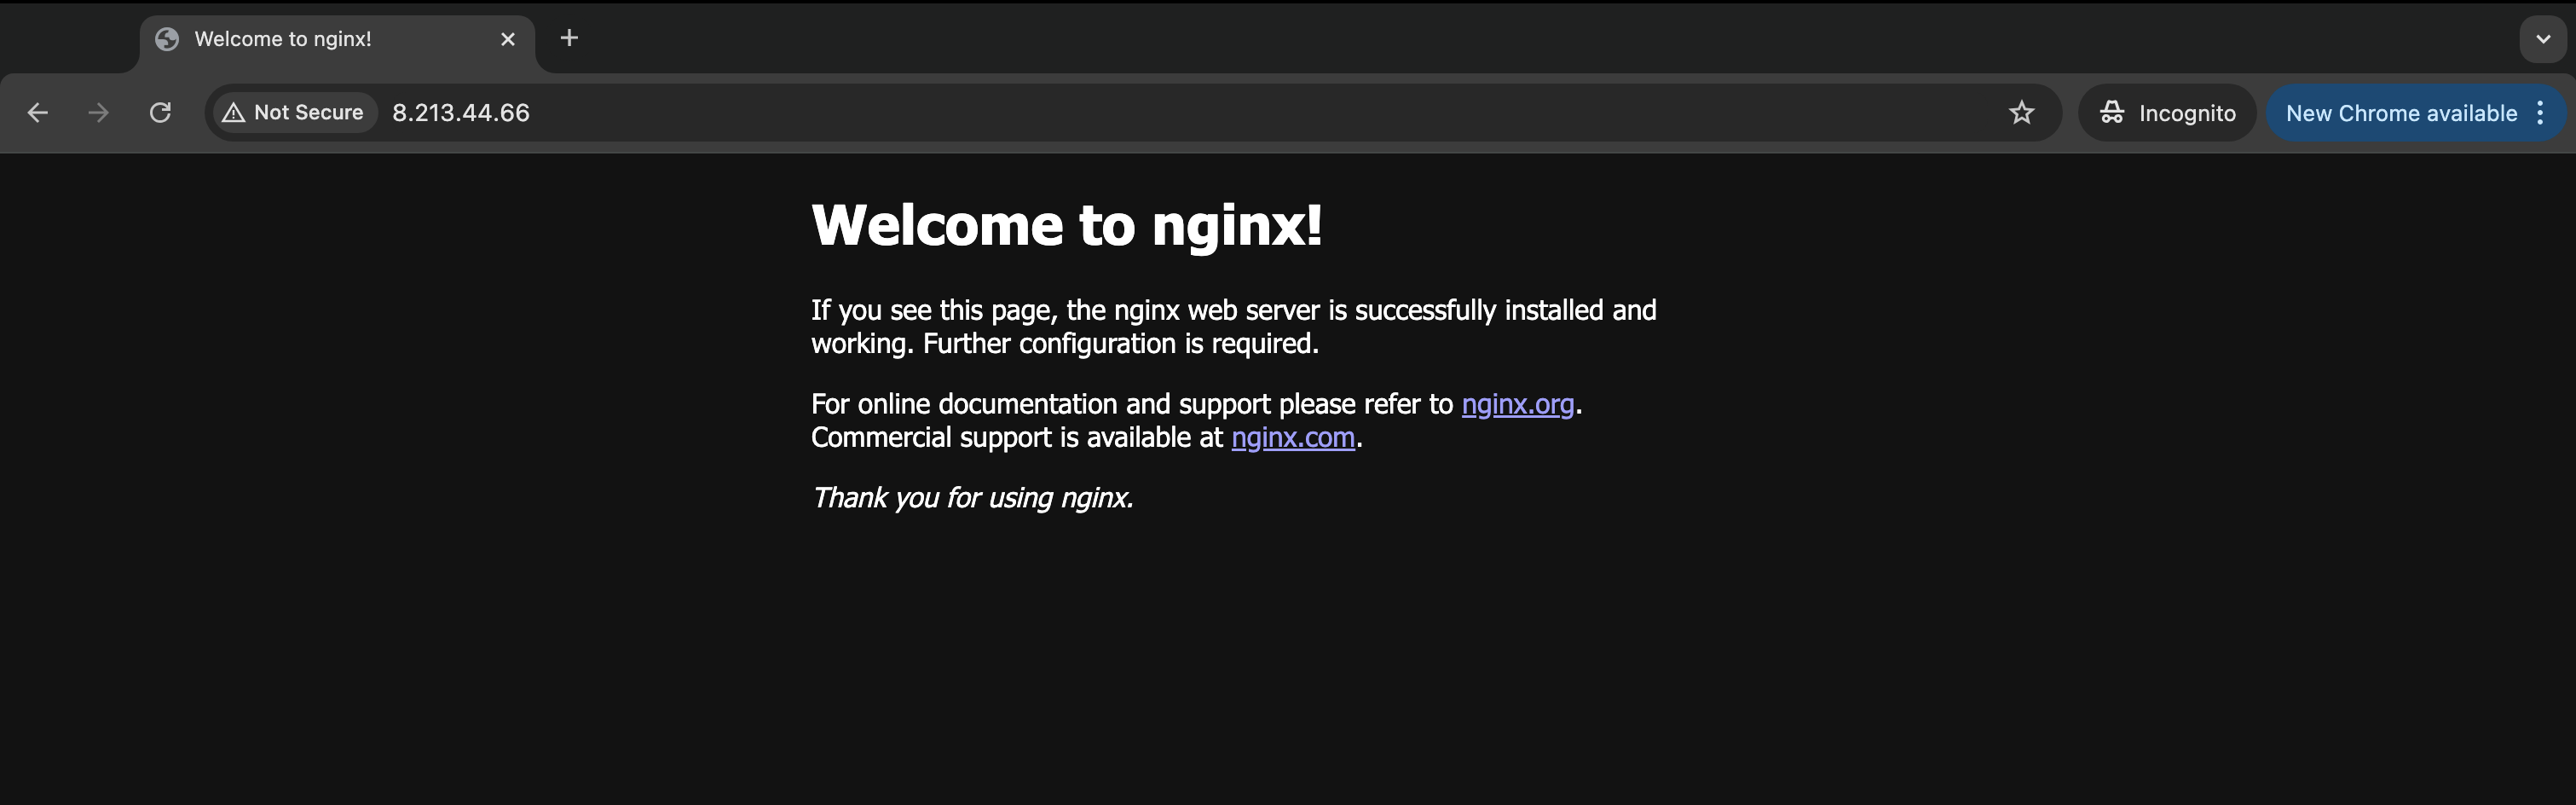 Welcome to nginx!
Not Secure 8.213.44.66 Incognito New Chrome available
Welcome to nginx!
If you see this page, the nginx web server is successfully installed and
working. Further configuration is required.
For online documentation and support please refer to nginx.org.
Commercial support is available at nginx.com.
Thank you for using nginx.